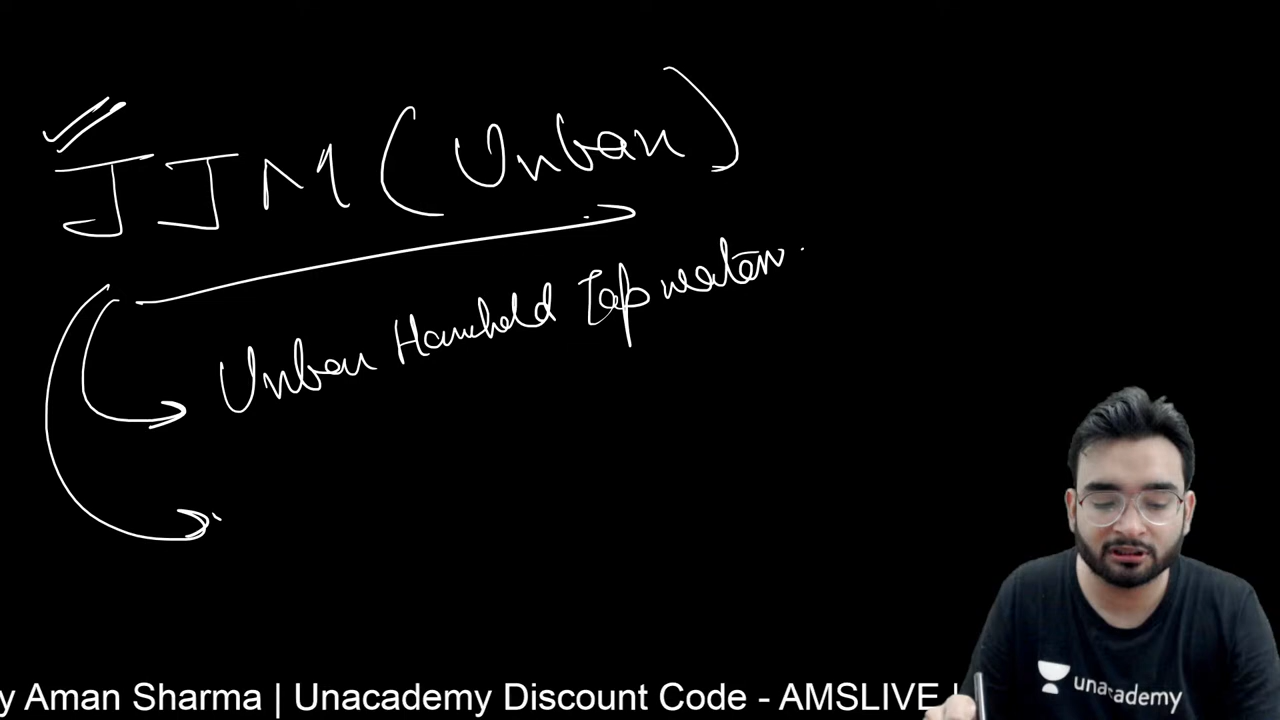 JJM (Urban)
Urban Household Tap water.
unacademy
y Aman Sharma | Unacademy Discount Code - AMSLIVE |